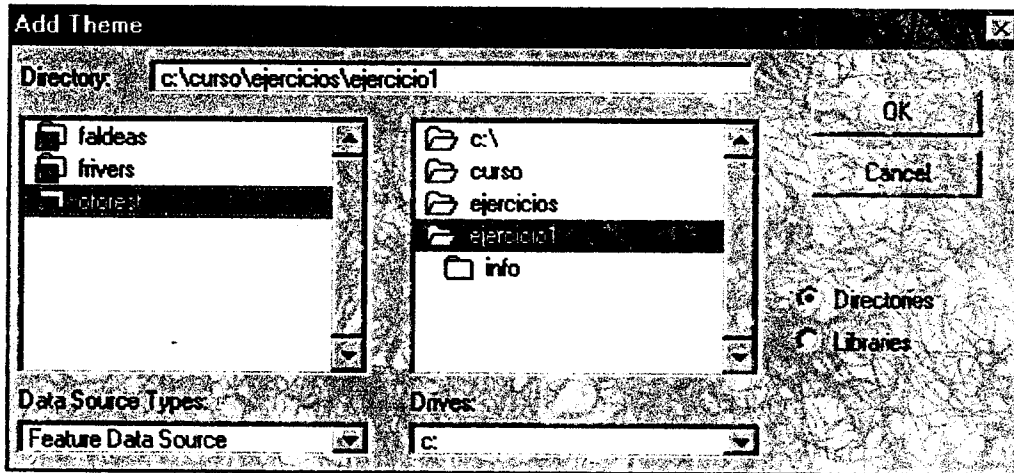 Add Theme
Directory: c:\curso\ejercicios\ejercicio1
faldeas
frivers
c:\
curso
ejercicios
ejercicio1
info
OK
Cancel
Directories
Libraries
Data Source Types:
Feature Data Source
Drives:
c: